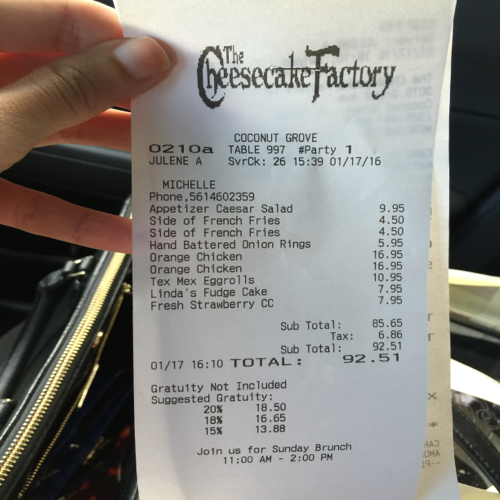 The
Cheesecake Factory
COCONUT GROVE
0210a TABLE 997 #Party 1
JULENE A SvrCk: 26 15:39 01/17/16
MICHELLE
Phone,5614602359
Appetizer Caesar Salad 9.95
Side of French Fries 4.50
Side of French Fries 4.50
Hand Battered Onion Rings 5.95
Orange Chicken 16.95
Orange Chicken 16.95
Tex Mex Eggrolls 10.95
Linda's Fudge Cake 7.95
Fresh Strawberry CC 7.95
Sub Total: 85.65
Tax: 6.86
Sub Total: 92.51
01/17 16:10 TOTAL: 92.51
Gratuity Not Included
Suggested Gratuity:
20% 18.50
18% 16.65
15% 13.88
Join us for Sunday Brunch
11:00 AM - 2:00 PM